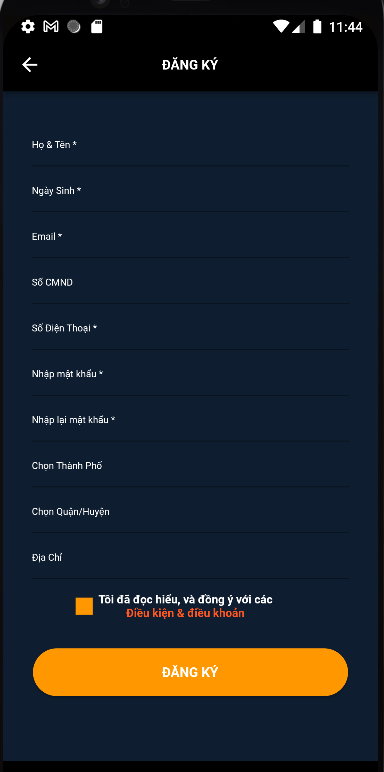 11:44
ĐĂNG KÝ
Họ & Tên *
Ngày Sinh *
Email *
Số CMND
Số Điện Thoại *
Nhập mật khẩu *
Nhập lại mật khẩu *
Chọn Thành Phố
Chọn Quận/Huyện
Địa Chỉ
Tôi đã đọc hiểu, và đồng ý với các
Điều kiện & điều khoản
ĐĂNG KÝ